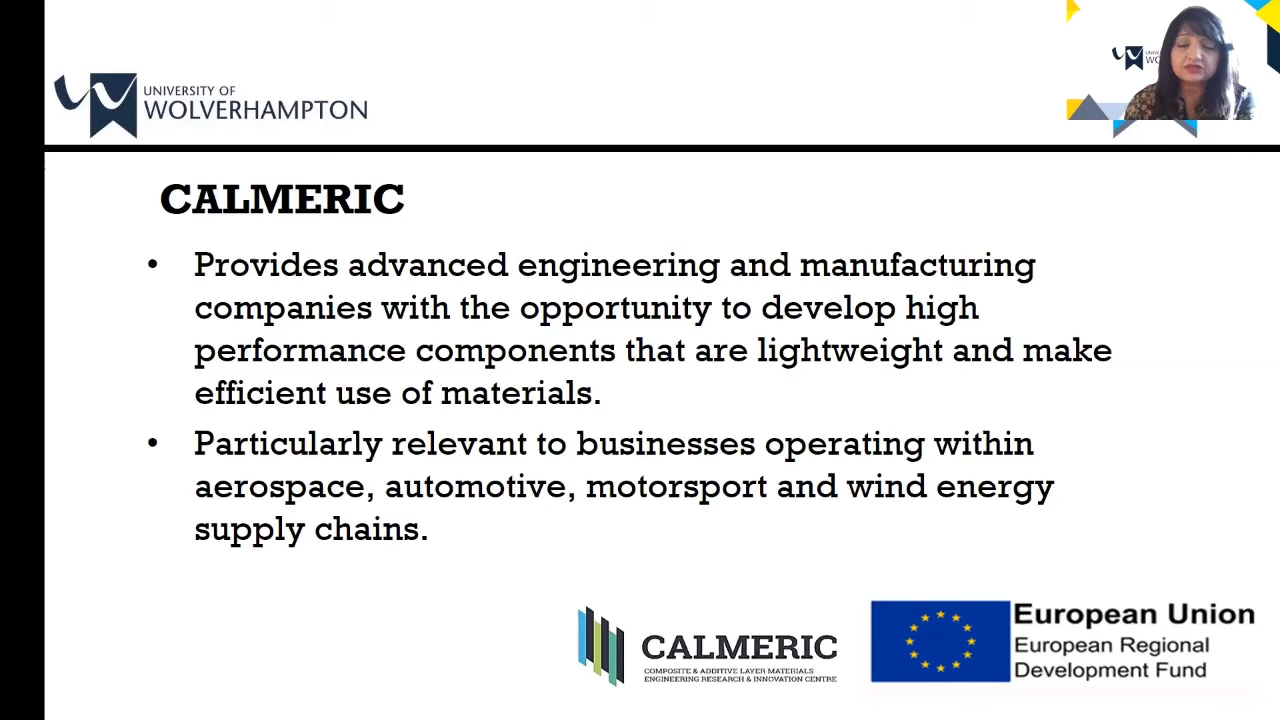 UNIVERSITY OF
WOLVERHAMPTON
CALMERIC
• Provides advanced engineering and manufacturing
companies with the opportunity to develop high
performance components that are lightweight and make
efficient use of materials.
• Particularly relevant to businesses operating within
aerospace, automotive, motorsport and wind energy
supply chains.
CALMERIC
COMPOSITE & ADDITIVE LAYER MATERIALS
ENGINEERING RESEARCH & INNOVATION CENTRE
European Union
European Regional
Development Fund